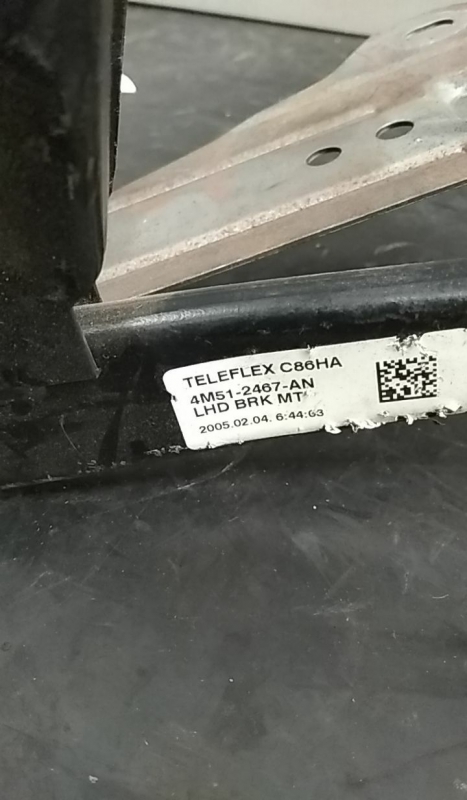 TELEFLEX C86HA
4M51-2467-AN
LHD BRK MT
2005.02.04. 6:44:03